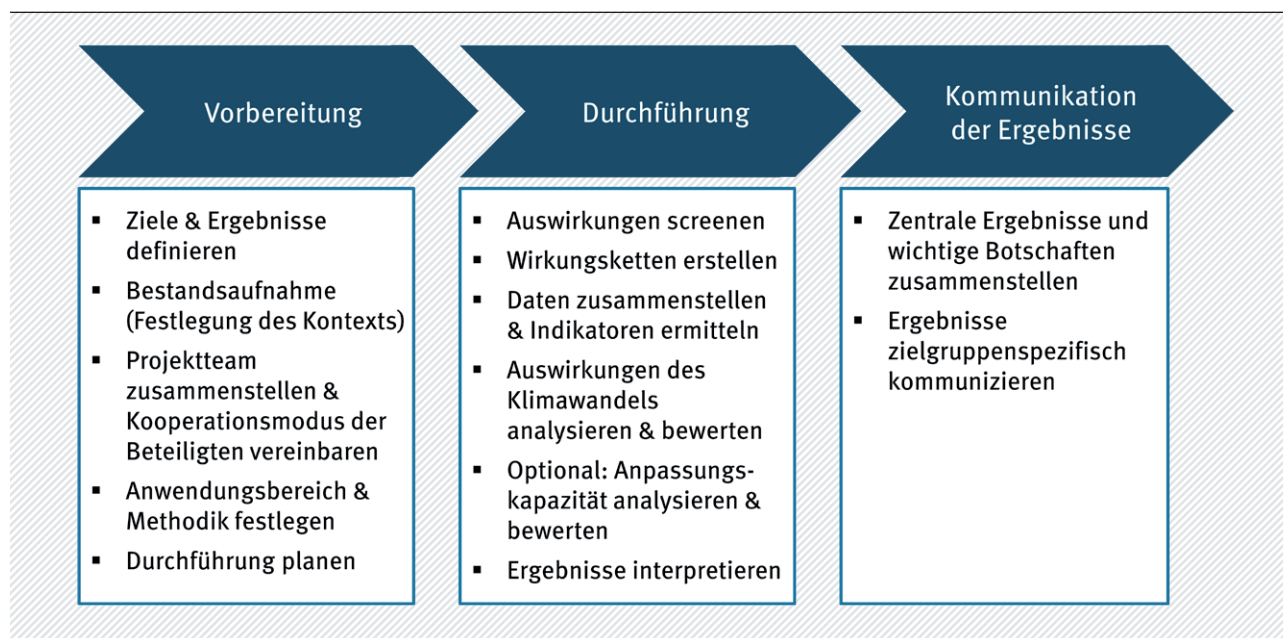 Vorbereitung
▪ Ziele & Ergebnisse
definieren
▪ Bestandsaufnahme
(Festlegung des Kontexts)
▪ Projektteam
zusammenstellen &
Kooperationsmodus der
Beteiligten vereinbaren
▪ Anwendungsbereich &
Methodik festlegen
▪ Durchführung planen
Durchführung
▪ Auswirkungen screenen
▪ Wirkungsketten erstellen
▪ Daten zusammenstellen
& Indikatoren ermitteln
▪ Auswirkungen des
Klimawandels
analysieren & bewerten
▪ Optional: Anpassungs-
kapazität analysieren &
bewerten
▪ Ergebnisse interpretieren
Kommunikation
der Ergebnisse
▪ Zentrale Ergebnisse und
wichtige Botschaften
zusammenstellen
▪ Ergebnisse
zielgruppenspezifisch
kommunizieren